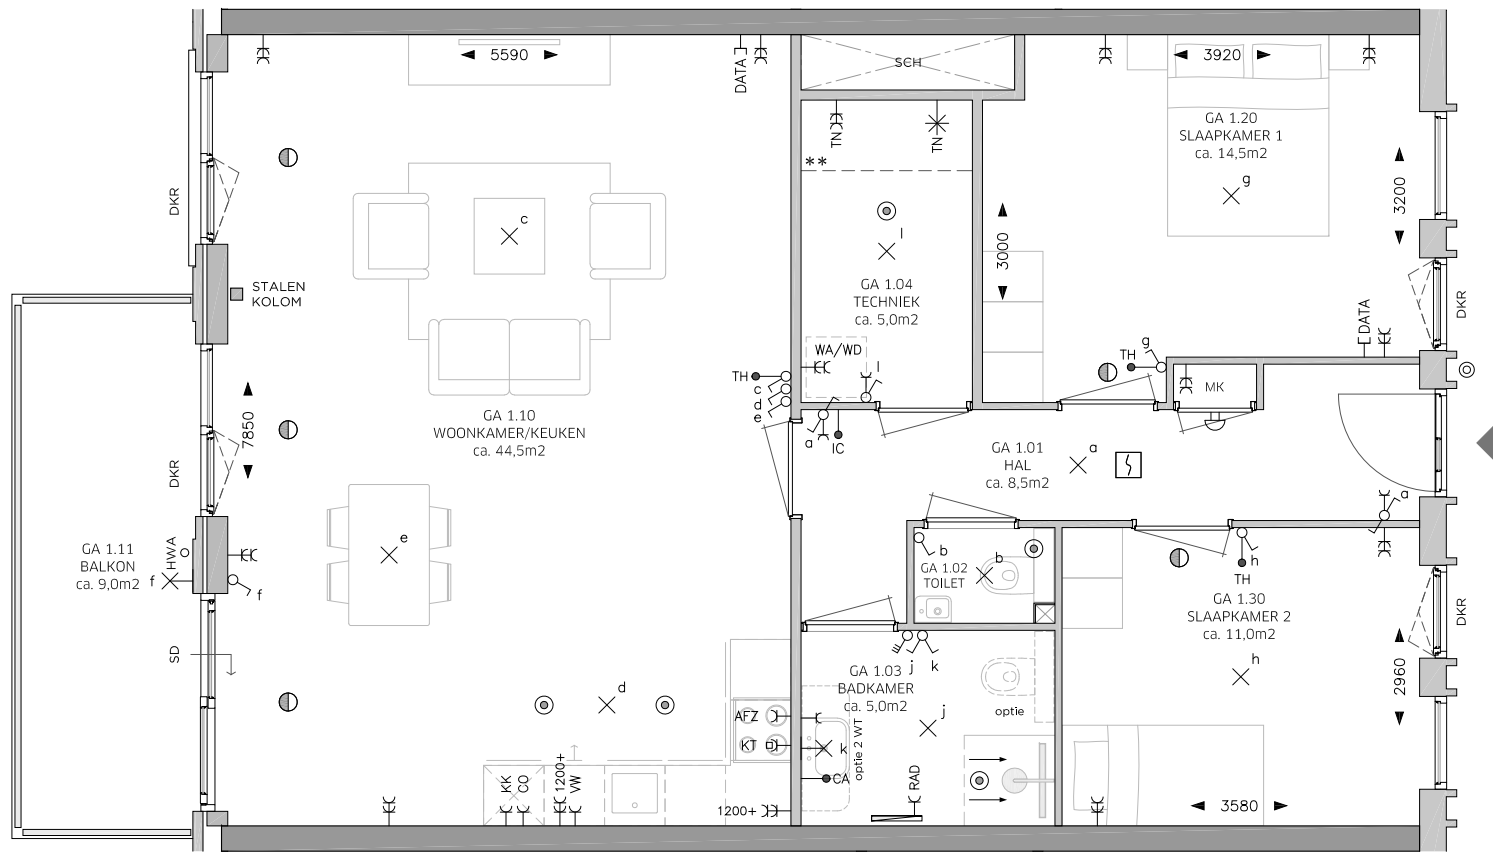 5590
DATA
SCH
3920
GA 1.20
SLAAPKAMER 1
ca. 14,5m2
TN
TN
**
DKR
3200
g
c
l
3000
GA 1.04
TECHNIEK
ca. 5,0m2
STALEN
KOLOM
DKR
DATA
WA/WD
l
g
TH
TH
c
d
e
MK
7850
GA 1.10
WOONKAMER/KEUKEN
ca. 44,5m2
a
IC
GA 1.01
HAL
ca. 8,5m2
a
DKR
a
HWA
GA 1.11
BALKON
ca. 9,0m2
f
f
e
b
b
GA 1.02
TOILET
h
TH
GA 1.30
SLAAPKAMER 2
ca. 11,0m2
DKR
SD
j
k
GA 1.03
BADKAMER
ca. 5,0m2
h
2960
d
optie
AFZ
j
KT
k
optie 2 WT
CA
RAD
KK
CO
1200+
VW
1200+
3580